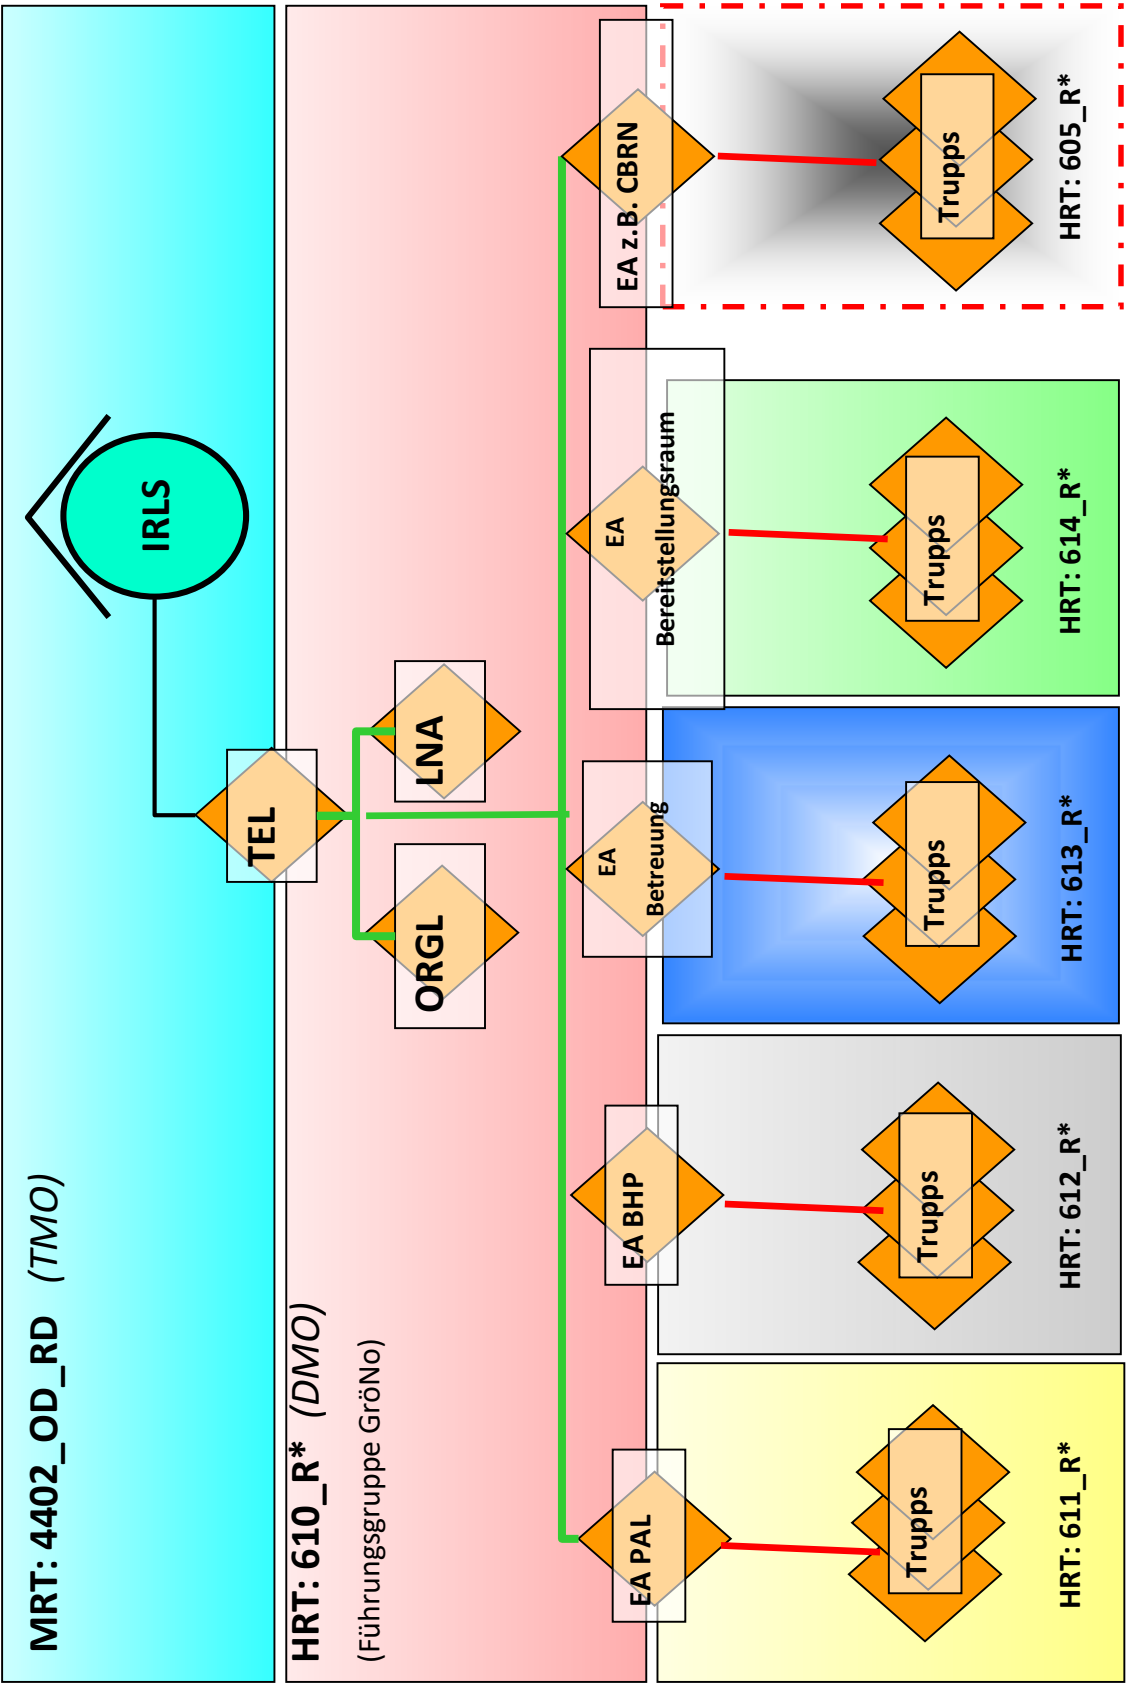 MRT: 4402_OD_RD (TMO)
IRLS
TEL
HRT: 610_R* (DMO)
(Führungsgruppe GröNo)
ORGL
LNA
EA PAL
EA BHP
EA
Betreuung
EA
Bereitstellungsraum
EA z.B. CBRN
Trupps
Trupps
Trupps
Trupps
Trupps
HRT: 611_R*
HRT: 612_R*
HRT: 613_R*
HRT: 614_R*
HRT: 605_R*